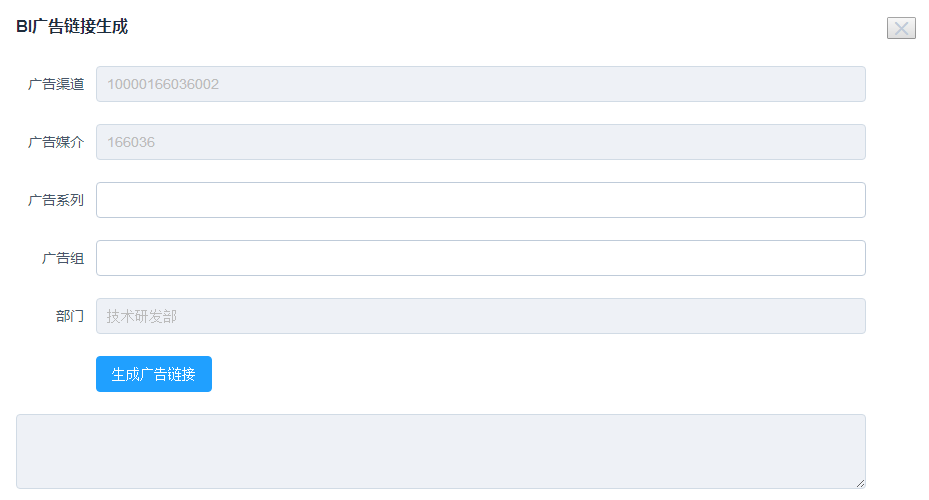 BI广告链接生成
广告渠道 10000166036002
广告媒介 166036
广告系列
广告组
部门 技术研发部
生成广告链接